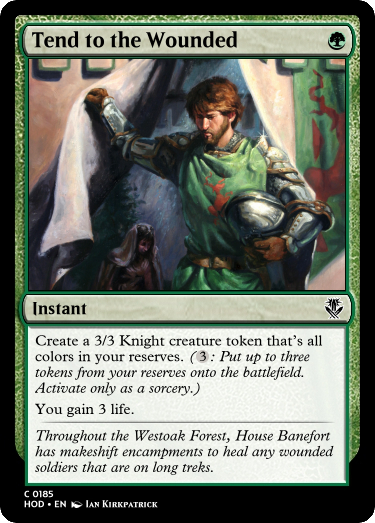 Tend to the Wounded
Instant
Create a 3/3 Knight creature token that's all
colors in your reserves. (3: Put up to three
tokens from your reserves onto the battlefield.
Activate only as a sorcery.)
You gain 3 life.
Throughout the Westoak Forest, House Banefort
has makeshift encampments to heal any wounded
soldiers that are on long treks.
C 0185
HOD • EN Ian Kirkpatrick